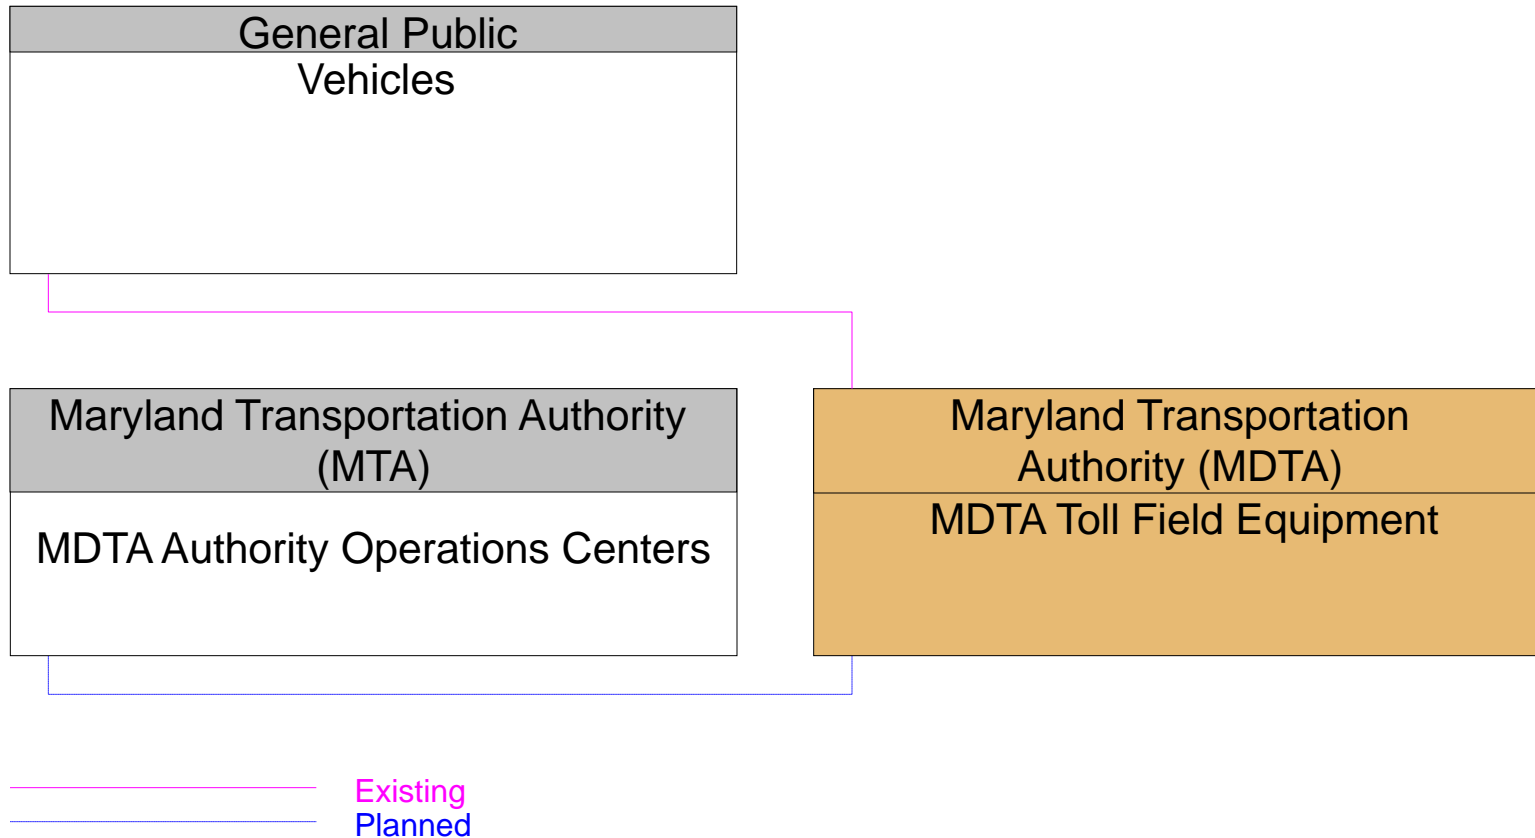 General Public
Vehicles
Maryland Transportation Authority
(MTA)
MDTA Authority Operations Centers
Maryland Transportation
Authority (MDTA)
MDTA Toll Field Equipment
Existing
Planned